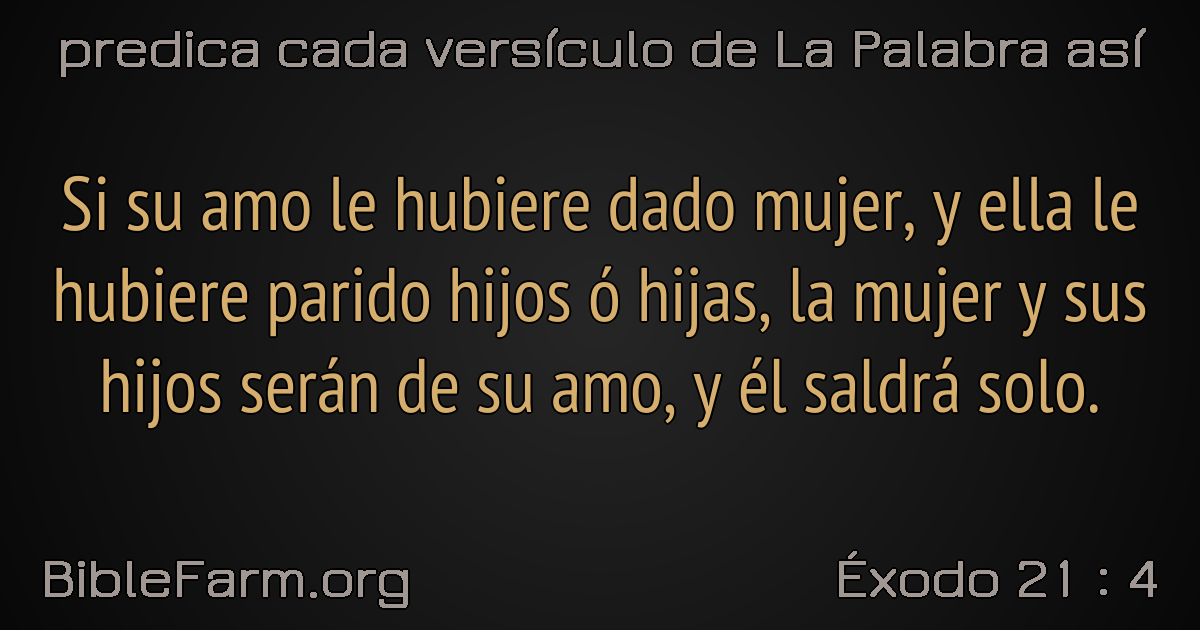 predica cada versículo de La Palabra así
Si su amo le hubiere dado mujer, y ella le
hubiere parido hijos ó hijas, la mujer y sus
hijos serán de su amo, y él saldrá solo.
BibleFarm.org
Éxodo 21 : 4